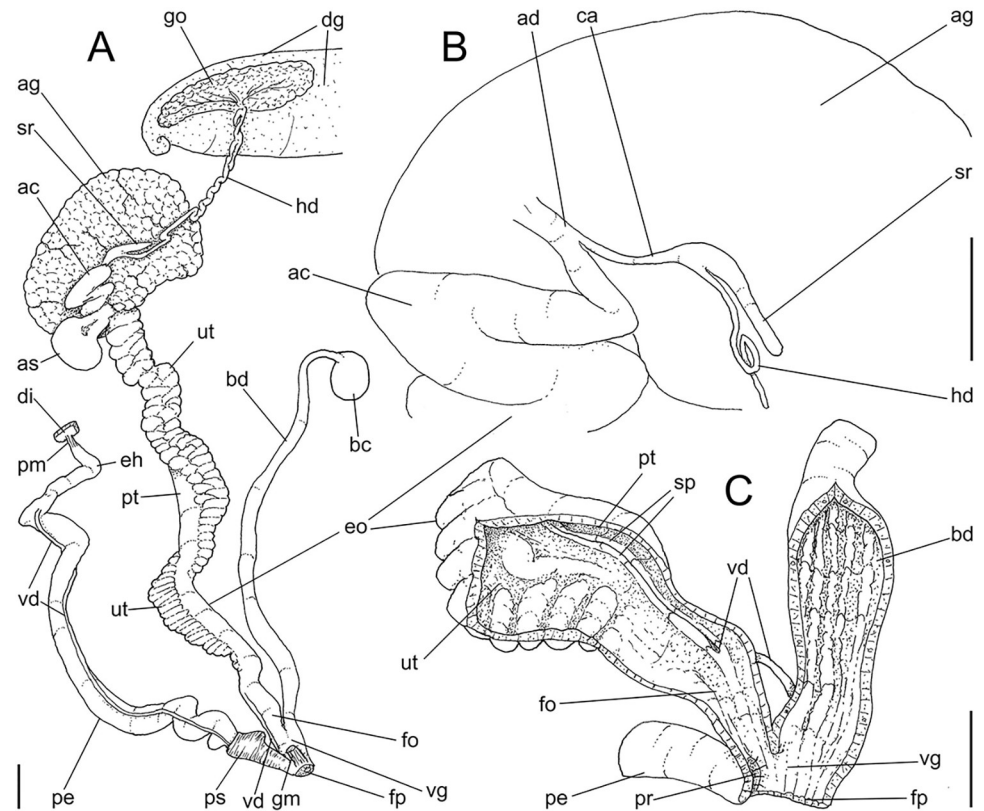 A
go
dg
ag
sr
ac
hd
as
ut
di
bd
bc
pm
eh
pt
eo
vd
ut
pe
ps
vd
gm
fp
vg
fo
B
ad
ca
ag
sr
ac
hd
C
pt
sp
vd
bd
ut
fo
pe
pr
vg
fp